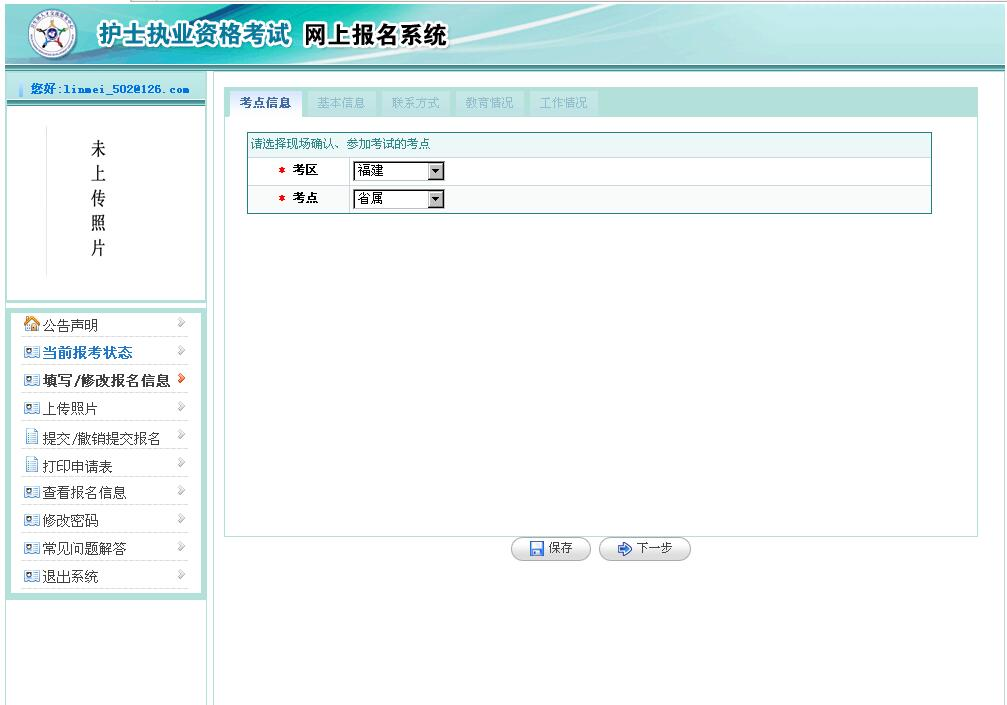 护士执业资格考试 网上报名系统
您好:linmei_502@126.com
未
上
传
照
片
公告声明
当前报考状态
填写/修改报名信息
上传照片
提交/撤销提交报名
打印申请表
查看报名信息
修改密码
常见问题解答
退出系统
考点信息 基本信息 联系方式 教育情况 工作情况
请选择现场确认、参加考试的考点
* 考区 福建
* 考点 省属
保存 下一步